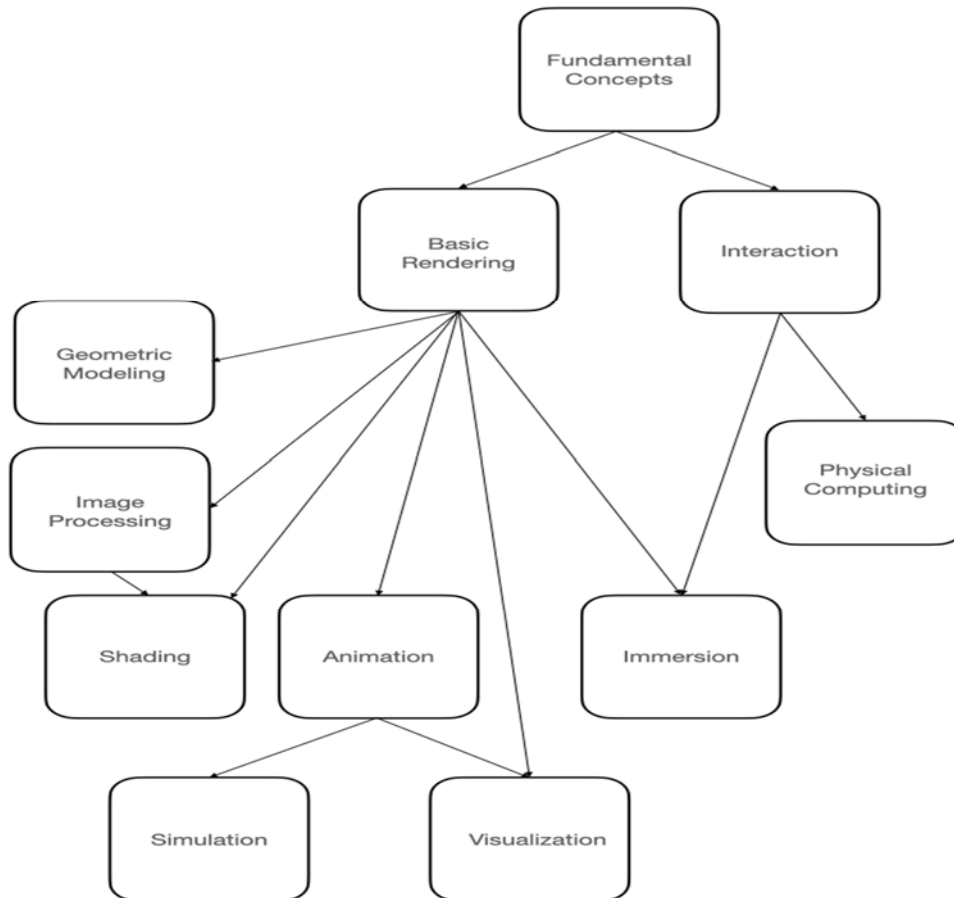 Fundamental
Concepts
Basic
Rendering
Interaction
Geometric
Modeling
Physical
Computing
Image
Processing
Shading
Animation
Immersion
Simulation
Visualization